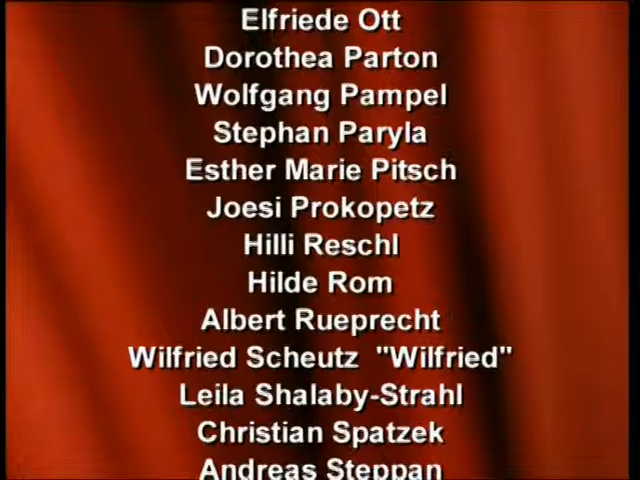 Elfriede Ott
Dorothea Parton
Wolfgang Pampel
Stephan Paryla
Esther Marie Pitsch
Joesi Prokopetz
Hilli Reschl
Hilde Rom
Albert Rueprecht
Wilfried Scheutz  "Wilfried"
Leila Shalaby-Strahl
Christian Spatzek
Andreas Steppan